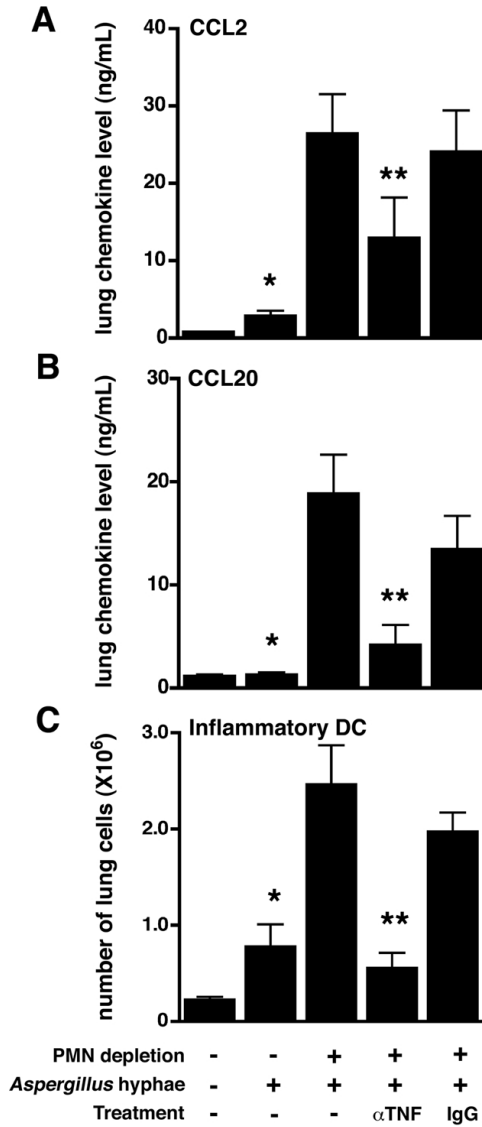 A
CCL2
lung chemokine level (ng/mL)
40
30
20
10
0
*
**
B
CCL20
lung chemokine level (ng/mL)
30
20
10
0
*
**
C
Inflammatory DC
number of lung cells (X10⁶)
3.0
2.0
1.0
0
*
**
PMN depletion - - + + +
Aspergillus hyphae - + + + +
Treatment - - - αTNF IgG